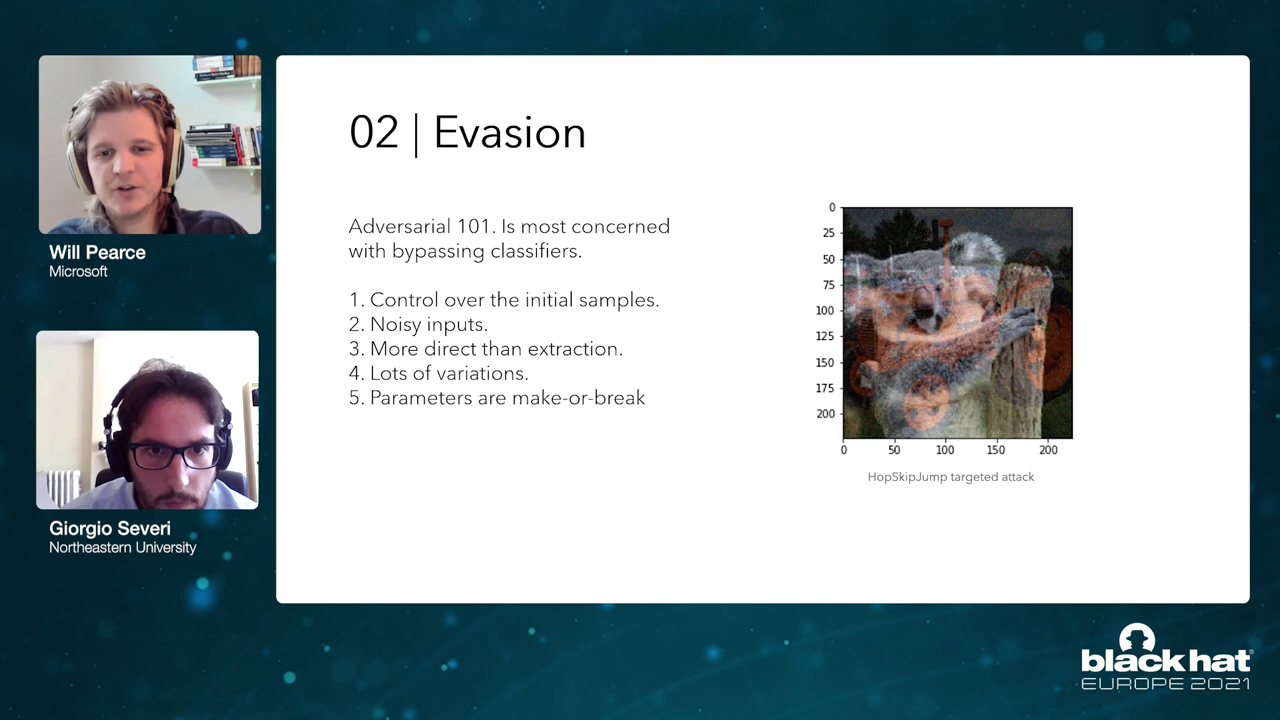 02 | Evasion
Adversarial 101. Is most concerned
with bypassing classifiers.
1. Control over the initial samples.
2. Noisy inputs.
3. More direct than extraction.
4. Lots of variations.
5. Parameters are make-or-break
0
25
50
75
100
125
150
175
200
0 50 100 150 200
HopSkipJump targeted attack
Will Pearce
Microsoft
Giorgio Severi
Northeastern University
black hat
EUROPE 2021